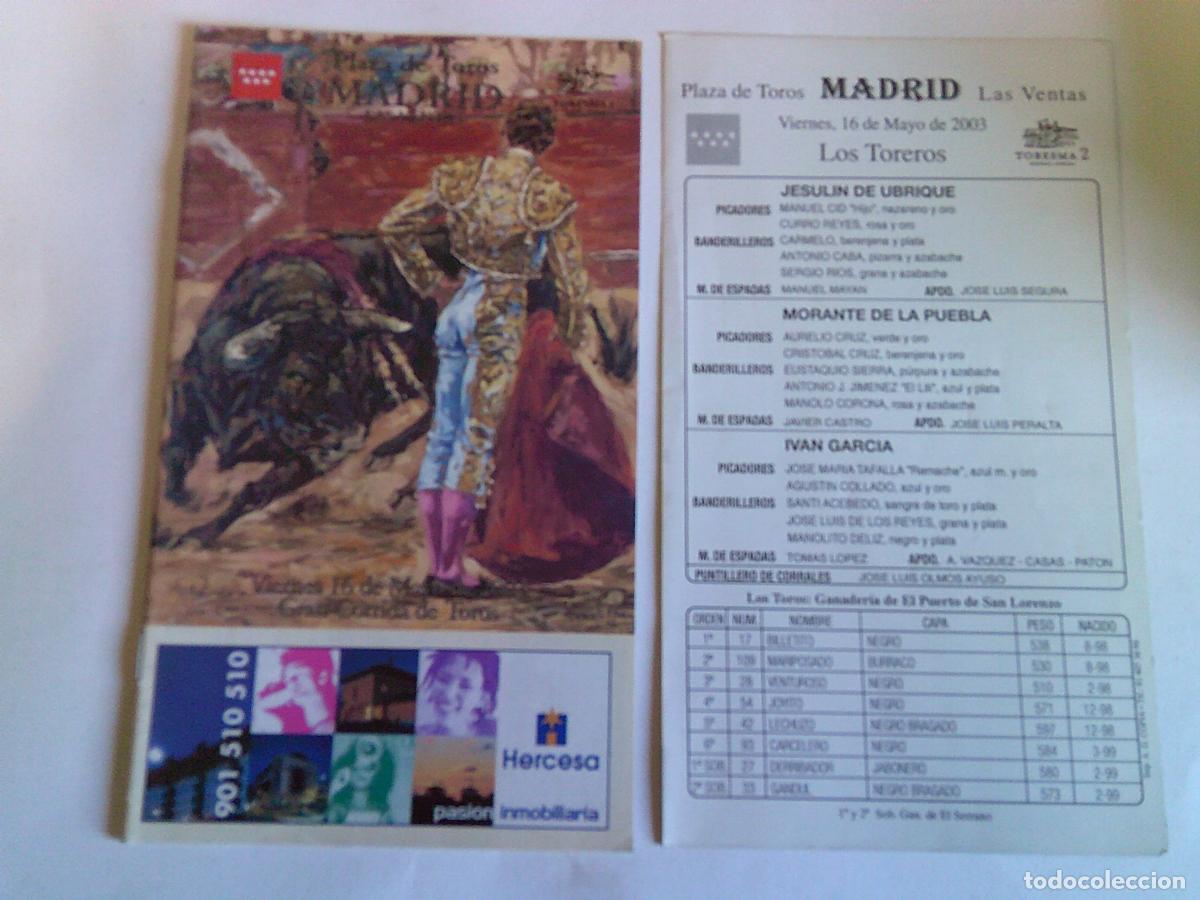 Plaza de Toros
MADRID
Viernes 16 de
Gran Corrida de Toros
901 510 510
Hercesa
pasion inmobiliaria
Plaza de Toros MADRID Las Ventas
Viernes, 16 de Mayo de 2003
Los Toreros
TORESMA 2
JESULIN DE UBRIQUE
PICADORES MANUEL CID "Hijo", nazareno y oro
CURRO REYES, rosa y oro
BANDERILLEROS CARMELO, berenjena y plata
ANTONIO CABA, pizarra y azabache
SERGIO RIOS, grana y azabache
M. DE ESPADAS MANUEL MAYAN APDO. JOSE LUIS SEGURA
MORANTE DE LA PUEBLA
PICADORES AURELIO CRUZ, verde y oro
CRISTOBAL CRUZ, berenjena y oro
BANDERILLEROS EUSTAQUIO SIERRA, púrpura y azabache
ANTONIO J. JIMENEZ "El Lili", azul y plata
MANOLO CORONA, rosa y azabache
M. DE ESPADAS JAVIER CASTRO APDO. JOSE LUIS PERALTA
IVAN GARCIA
PICADORES JOSE MARIA TAFALLA "Remache", azul m. y oro
AGUSTIN COLLADO, azul y oro
BANDERILLEROS SANTI ACEBEDO, sangre de toro y plata
JOSE LUIS DE LOS REYES, grana y plata
MANOLITO DELIZ, negro y plata
M. DE ESPADAS TOMAS LOPEZ APDO. A. VAZQUEZ - CASAS - PATON
PUNTILLERO DE CORRALES JOSE LUIS OLMOS AYUSO
Los Toros: Ganadería de El Puerto de San Lorenzo
ORDEN NUM. NOMBRE CAPA PESO NACIDO
1º 17 BILLETITO NEGRO 538 8-98
2º 109 MARIPOSADO BURRACO 530 8-98
3º 28 VENTUROSO NEGRO 510 2-98
4º 54 JOYITO NEGRO 571 12-98
5º 42 LECHUZO NEGRO BRAGADO 597 12-98
6º 93 CARCELERO NEGRO 584 3-99
1º SOB. 27 DERRIBADOR JABONERO 580 2-99
2º SOB. 33 GANDUL NEGRO BRAGADO 573 2-99
1º y 2º Sob. Gan. de El Serrano
todocoleccion